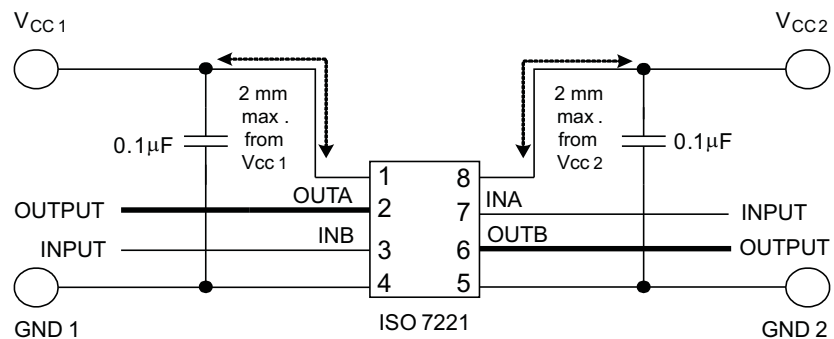 VCC 1
VCC2
2 mm
max .
from
Vcc 1
2 mm
max .
from
Vcc 2
0.1μF
0.1μF
1
8
OUTPUT
OUTA
2
7
INA
INPUT
INPUT
INB
3
6
OUTB
OUTPUT
4
5
GND 1
ISO 7221
GND 2